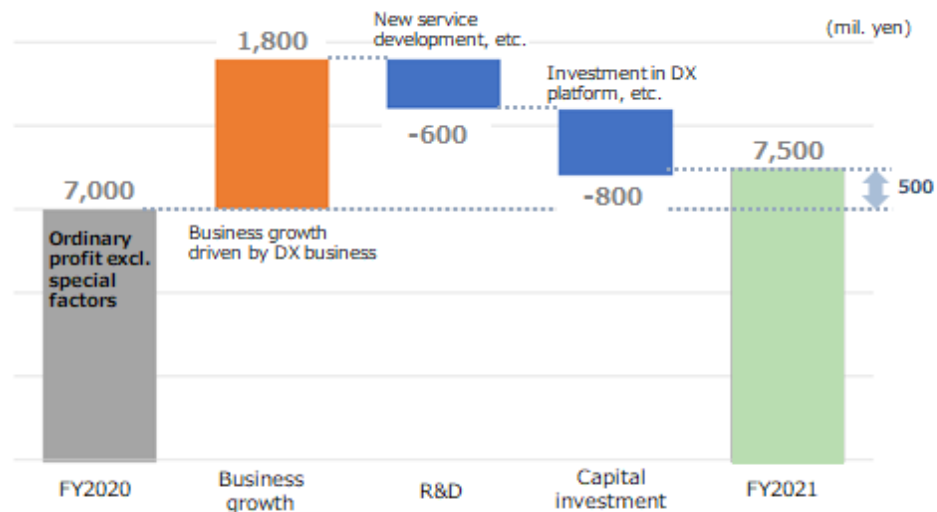 New service
development, etc.
(mil. yen)
1,800
Investment in DX
platform, etc.
-600
7,500
7,000
-800
500
Ordinary
profit excl.
special
factors
Business growth
driven by DX business
FY2020
Business
growth
R&D
Capital
investment
FY2021